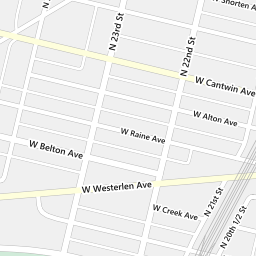 W Shorten Ave
N
N 23rd St
N 22nd St
W Cantwin Ave
W Alton Ave
W Raine Ave
W Belton Ave
W Westerlen Ave
W Creek Ave
N 21st St
N 20th 1/2 St